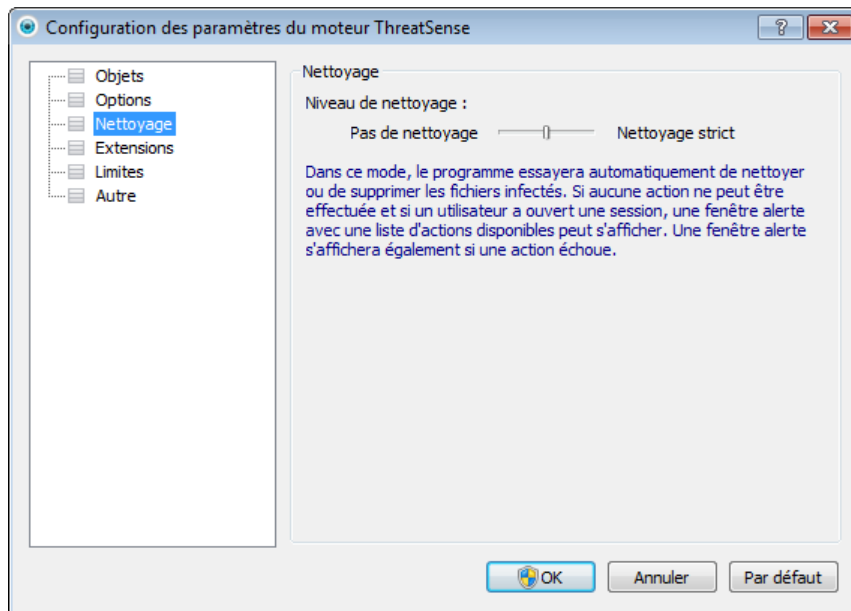 Configuration des paramètres du moteur ThreatSense
Objets
Options
Nettoyage
Extensions
Limites
Autre
Nettoyage
Niveau de nettoyage :
Pas de nettoyage Nettoyage strict
Dans ce mode, le programme essayera automatiquement de nettoyer
ou de supprimer les fichiers infectés. Si aucune action ne peut être
effectuée et si un utilisateur a ouvert une session, une fenêtre alerte
avec une liste d'actions disponibles peut s'afficher. Une fenêtre alerte
s'affichera également si une action échoue.
OK Annuler Par défaut